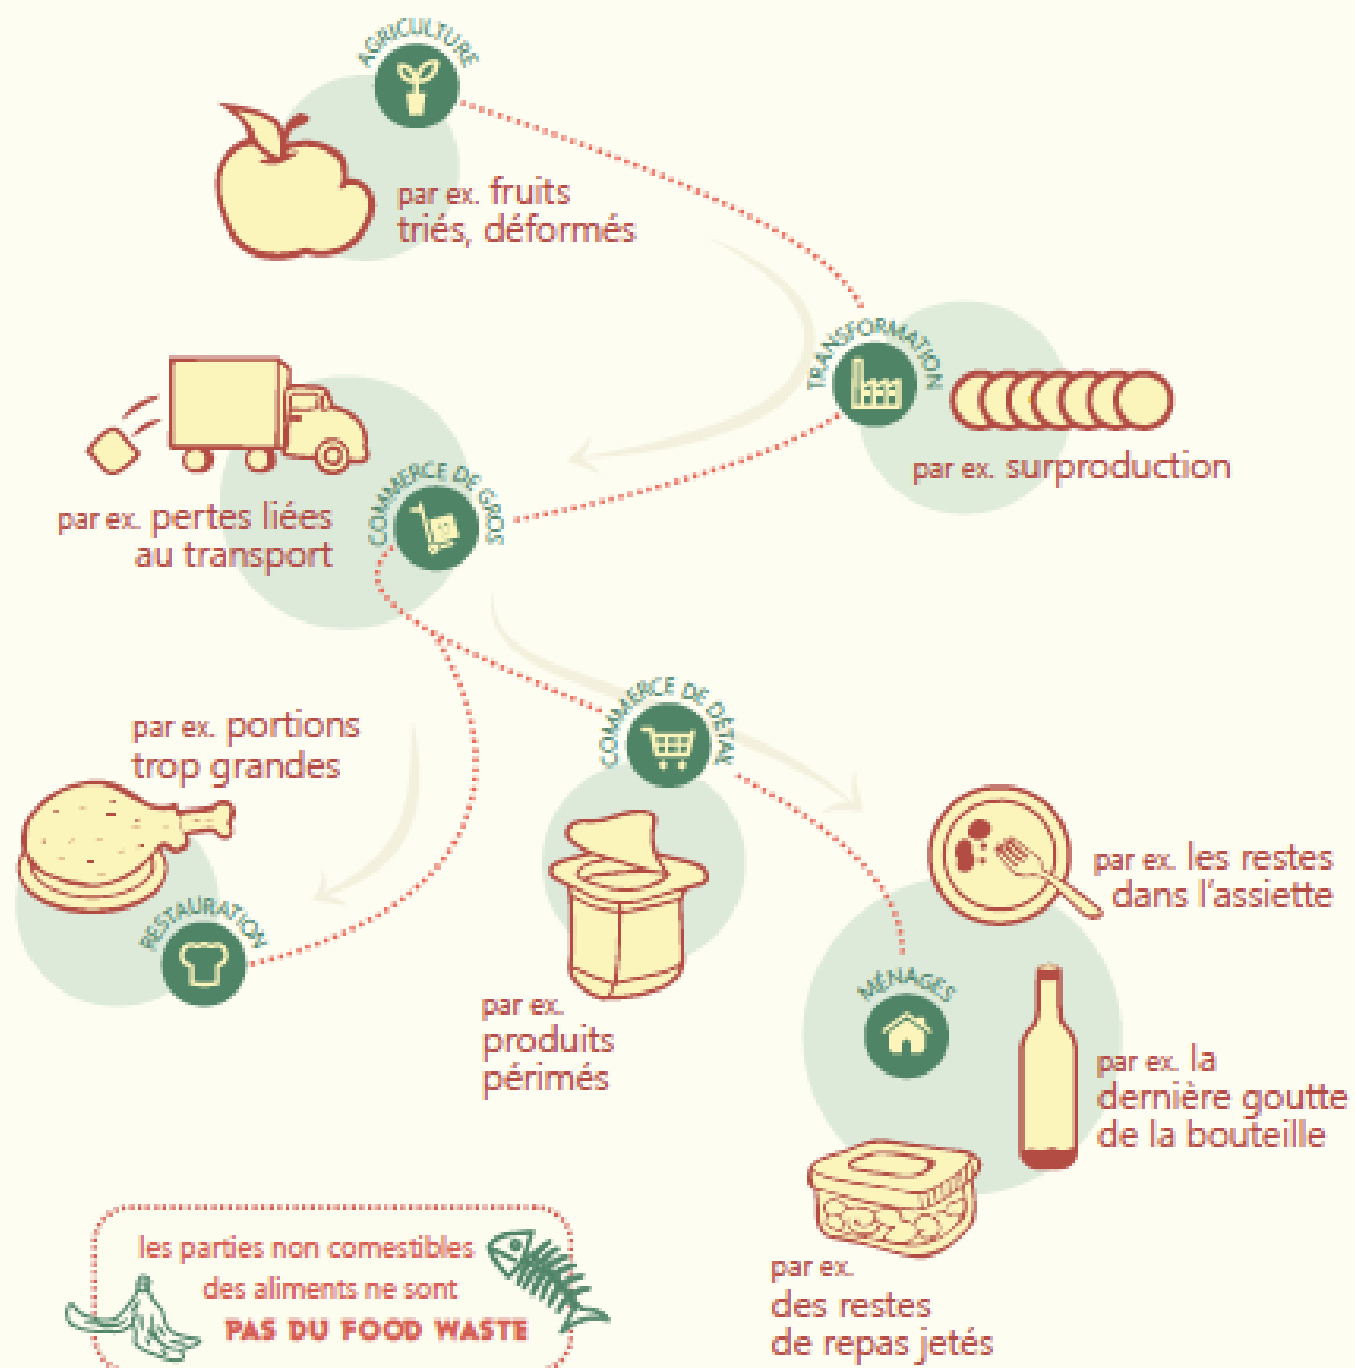 AGRICULTURE
par ex. fruits
triés, déformés
TRANSFORMATION
par ex. surproduction
COMMERCE DE GROS
par ex. pertes liées
au transport
COMMERCE DE DÉTAIL
par ex. portions
trop grandes
RESTAURATION
par ex.
produits
périmés
par ex. les restes
dans l'assiette
MÉNAGES
par ex. la
dernière goutte
de la bouteille
par ex.
des restes
de repas jetés
les parties non comestibles
des aliments ne sont
PAS DU FOOD WASTE